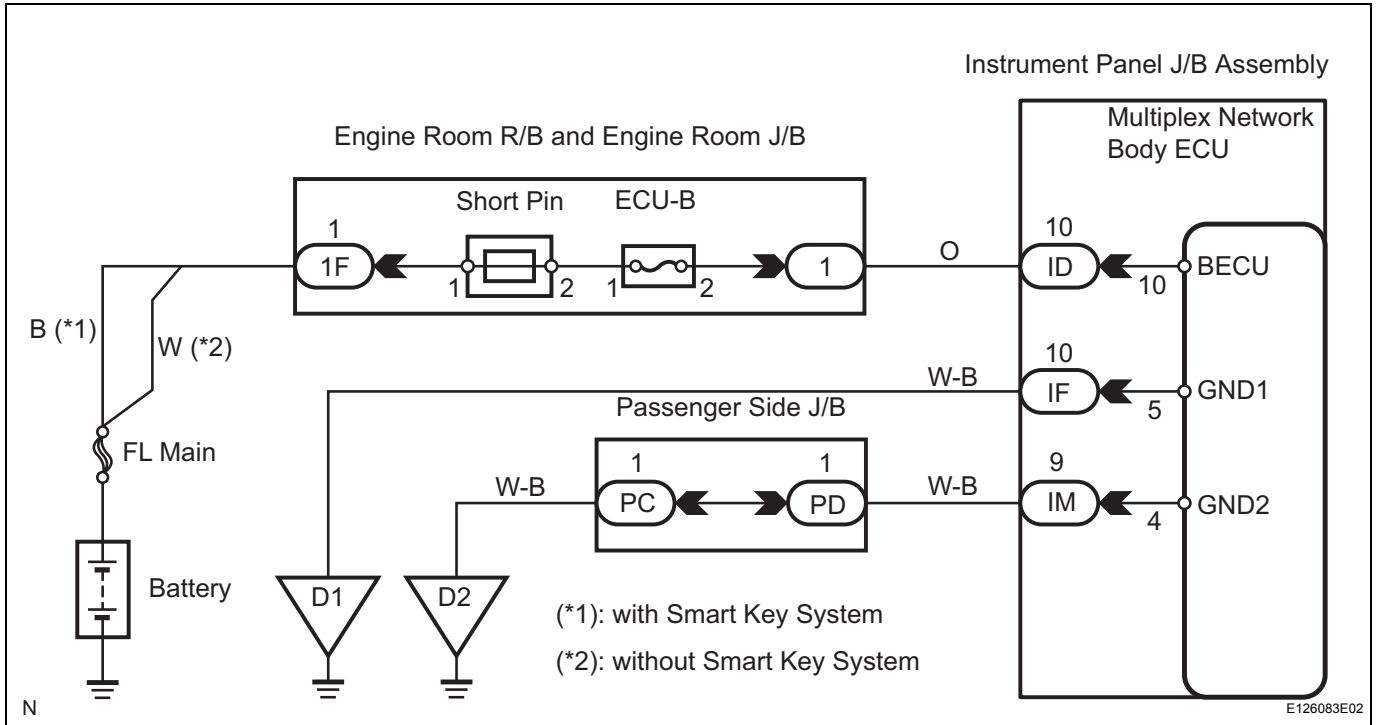 Instrument Panel J/B Assembly
Multiplex Network
Body ECU
Engine Room R/B and Engine Room J/B
Short Pin
ECU-B
1
1F
1
2
1
2
1
O
10
ID
10
BECU
B (*1)
W (*2)
W-B
10
IF
5
GND1
Passenger Side J/B
FL Main
W-B
1
PC
1
PD
W-B
9
IM
4
GND2
Battery
D1
D2
(*1): with Smart Key System
(*2): without Smart Key System
N
E126083E02